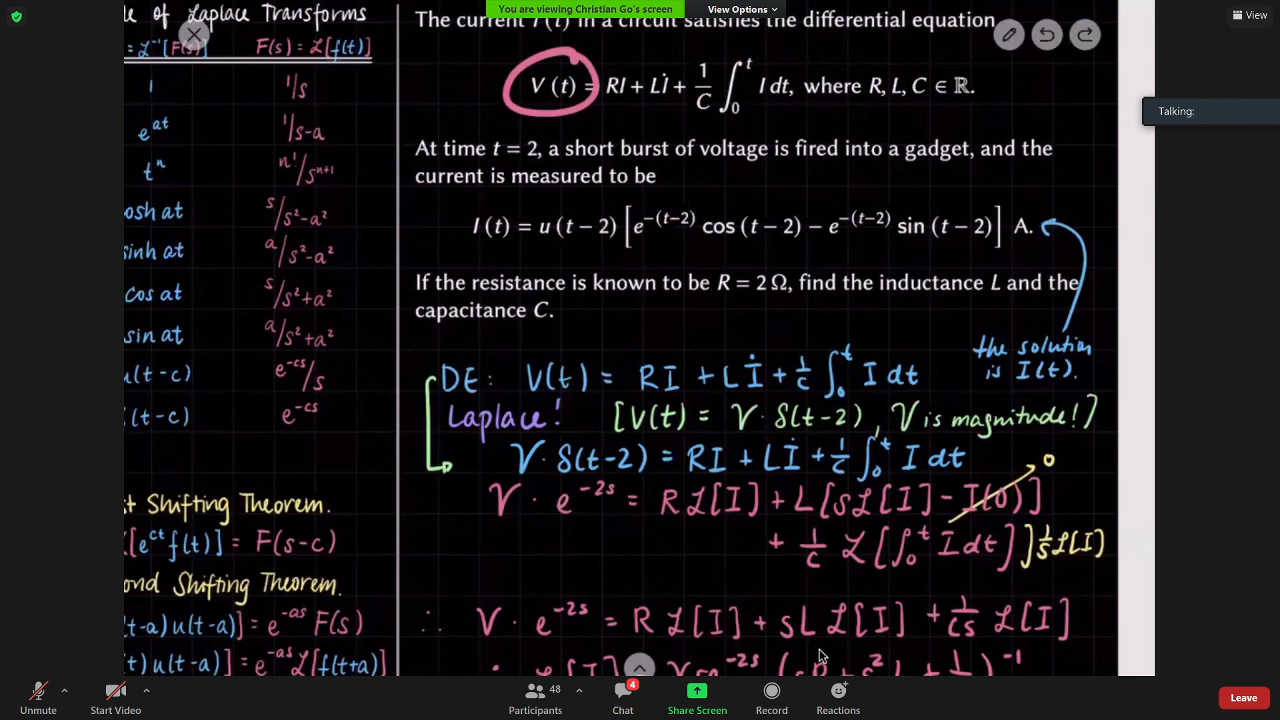 You are viewing Christian Go's screen
View Options
View
Talking:
le of Laplace Transforms
= ℒ⁻¹[F(s)] F(s) = ℒ[f(t)]
1 1/s
eᵃᵗ 1/s-a
tⁿ n!/sⁿ⁺¹
osh at s/s²-a²
sinh at a/s²-a²
cos at s/s²+a²
sin at a/s²+a²
u(t-c) e^-cs/s
(t-c) e^-cs
t Shifting Theorem.
[e^ct f(t)] = F(s-c)
ond Shifting Theorem.
(t-a) u(t-a)] = e^-as F(s)
t) u(t-a)] = e^-as ℒ[f(t+a)]
The current I (t) in a circuit satisfies the differential equation
V (t) = RI + Lİ + 1/C ∫₀ᵗ I dt, where R, L, C ∈ ℝ.
At time t = 2, a short burst of voltage is fired into a gadget, and the
current is measured to be
I (t) = u (t − 2) [e^−(t−2) cos (t − 2) − e^−(t−2) sin (t − 2)] A.
If the resistance is known to be R = 2 Ω, find the inductance L and the
capacitance C.
the solution
is I(t).
DE: V(t) = RI + Lİ + 1/C ∫₀ᵗ I dt
Laplace! [V(t) = V · δ(t-2), V is magnitude!]
V · δ(t-2) = RI + Lİ + 1/C ∫₀ᵗ I dt
0
V · e^-2s = Rℒ[I] + L[sℒ[I] - I(0)]
+ 1/C ℒ[∫₀ᵗ I dt] ] 1/s ℒ[I]
∴ V · e^-2s = R ℒ[I] + sL ℒ[I] + 1/Cs ℒ[I]
Unmute
Start Video
48
Participants
4
Chat
Share Screen
Record
Reactions
Leave